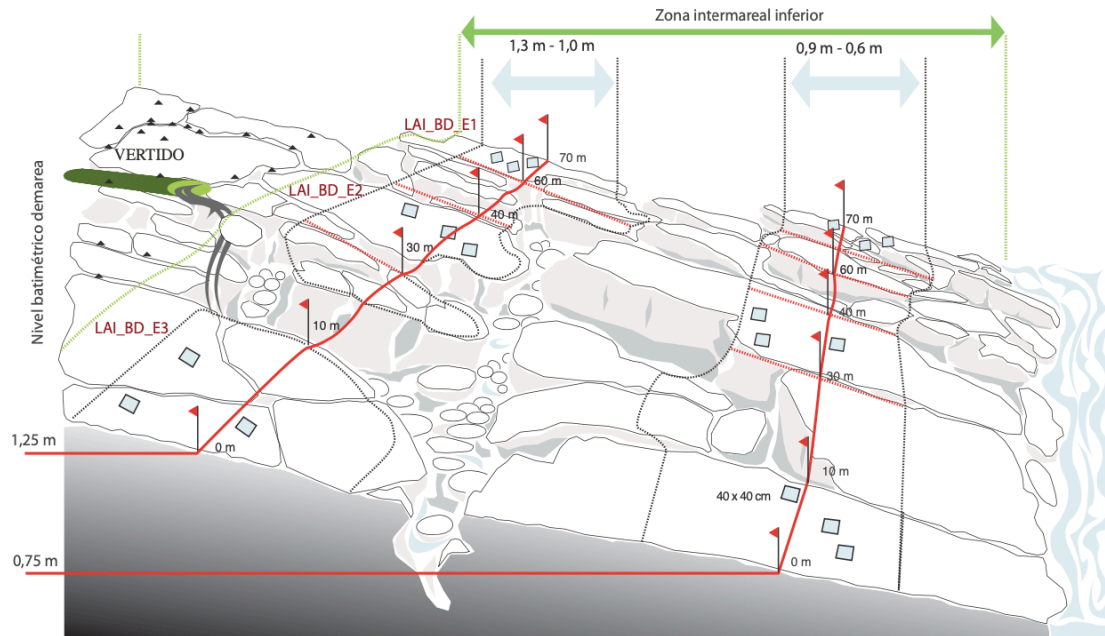 Zona intermareal inferior
1,3 m - 1,0 m
0,9 m - 0,6 m
LAI_BD_E1
VERTIDO
70 m
LAI_BD_E2
60 m
40 m
70 m
30 m
60 m
Nivel batimétrico demarea
10 m
40 m
LAI_BD_E3
30 m
1,25 m
0 m
10 m
40 x 40 cm
0,75 m
0 m